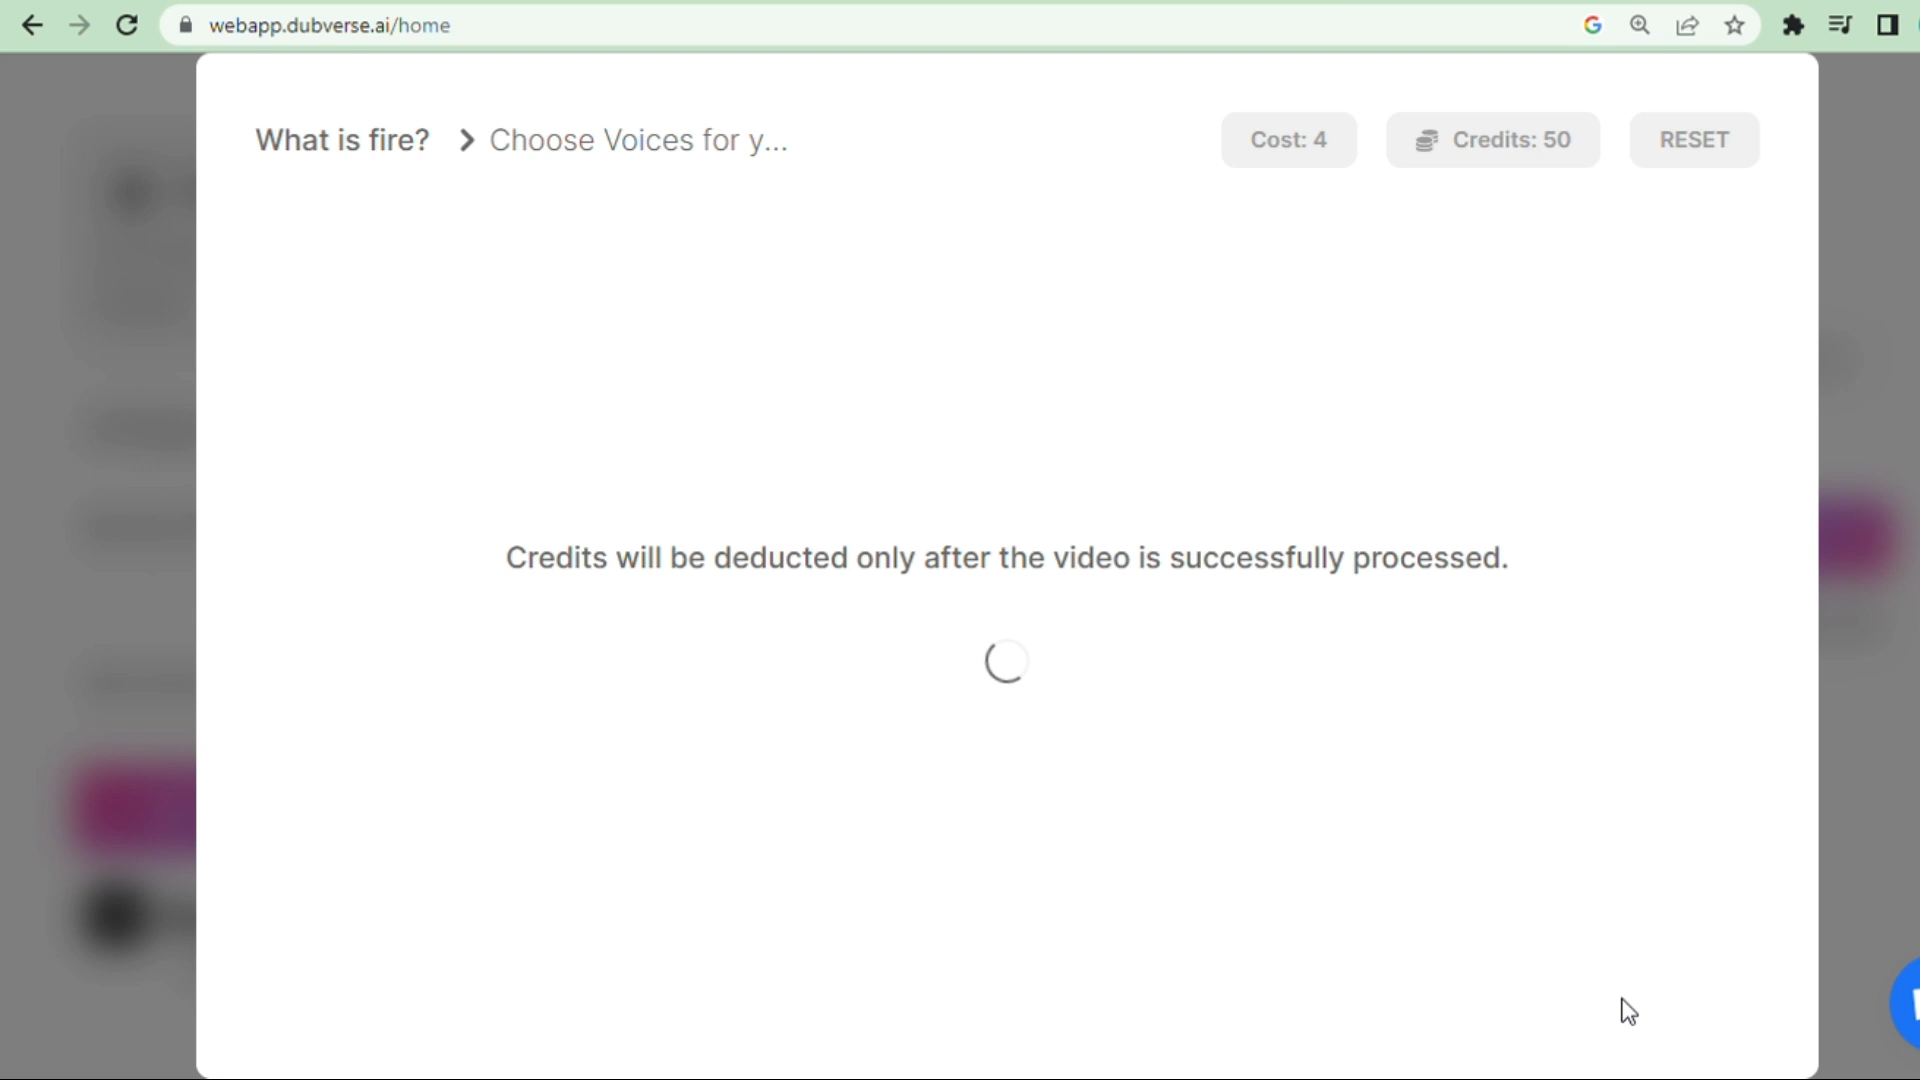 webapp.dubverse.ai/home
What is fire? > Choose Voices for y...
Cost: 4
Credits: 50
RESET
Credits will be deducted only after the video is successfully processed.